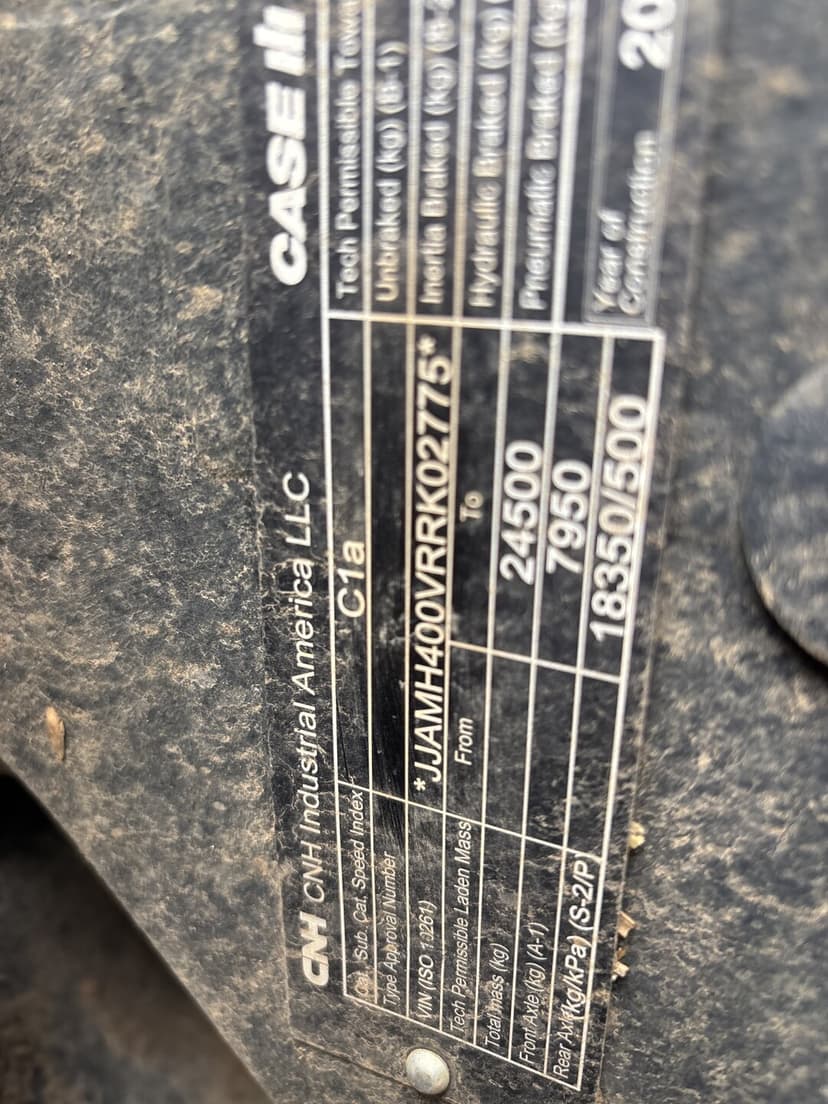 CNH CNH Industrial America LLC CASE IH
Cat. Sub. Cat. Speed Index C1a
Type Approval Number
VIN (ISO 10261) *JJAMH400VRRK02775*
Tech Permissible Laden Mass From To
Total mass (kg) 24500
Front Axle (kg) (A-1) 7950
Rear Axle (kg/kPa) (S-2/P) 18350/500
Tech Permissible
Unbraked (kg) (B-1)
Inertia Braked (kg)
Hydraulic Braked (kg)
Pneumatic Braked (kg)
Year of
Construction 20